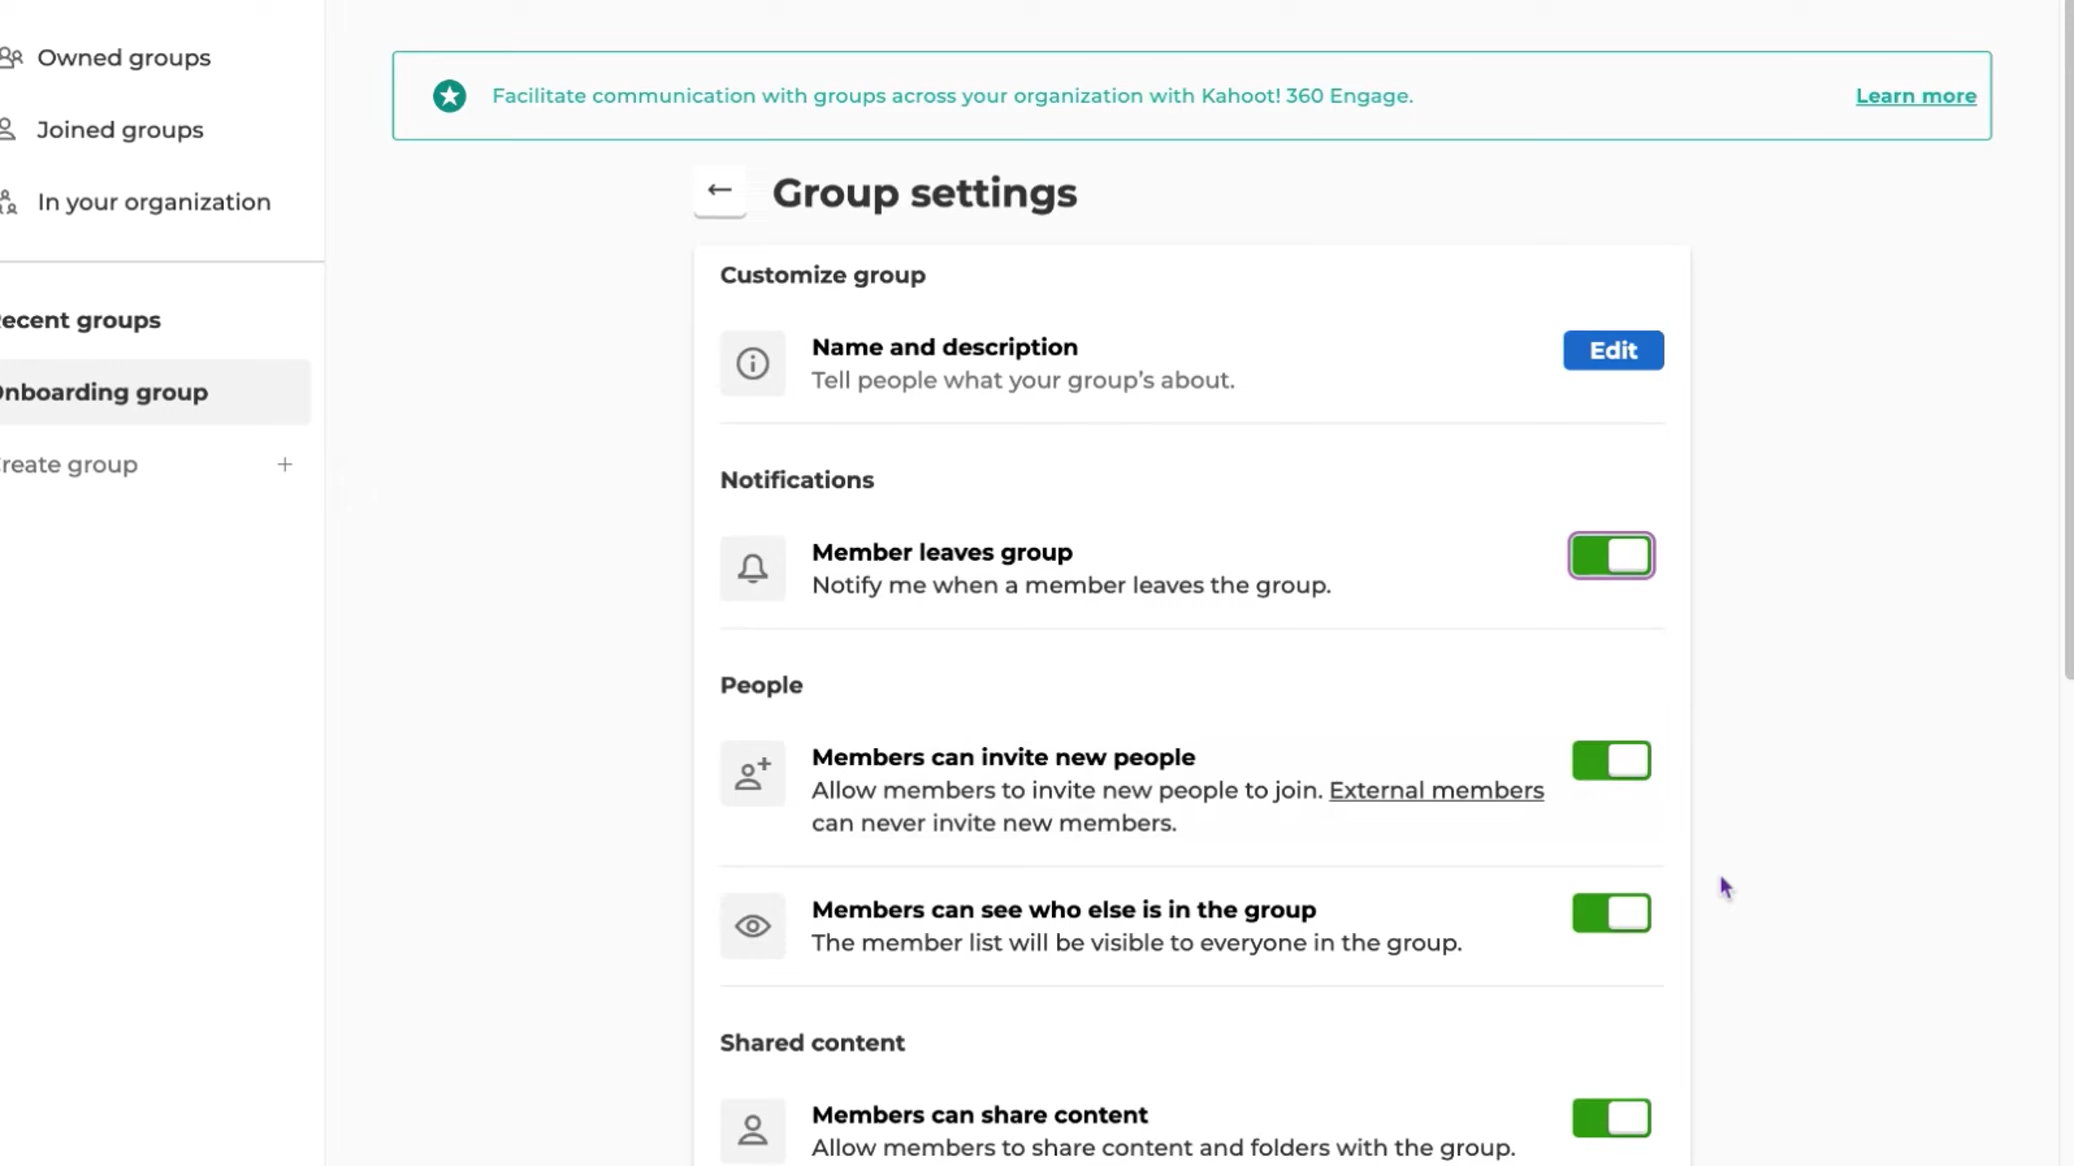 Owned groups
Joined groups
In your organization
ecent groups
nboarding group
reate group
Facilitate communication with groups across your organization with Kahoot! 360 Engage.
Learn more
Group settings
Customize group
Name and description
Tell people what your group's about.
Edit
Notifications
Member leaves group
Notify me when a member leaves the group.
People
Members can invite new people
Allow members to invite new people to join. External members
can never invite new members.
Members can see who else is in the group
The member list will be visible to everyone in the group.
Shared content
Members can share content
Allow members to share content and folders with the group.